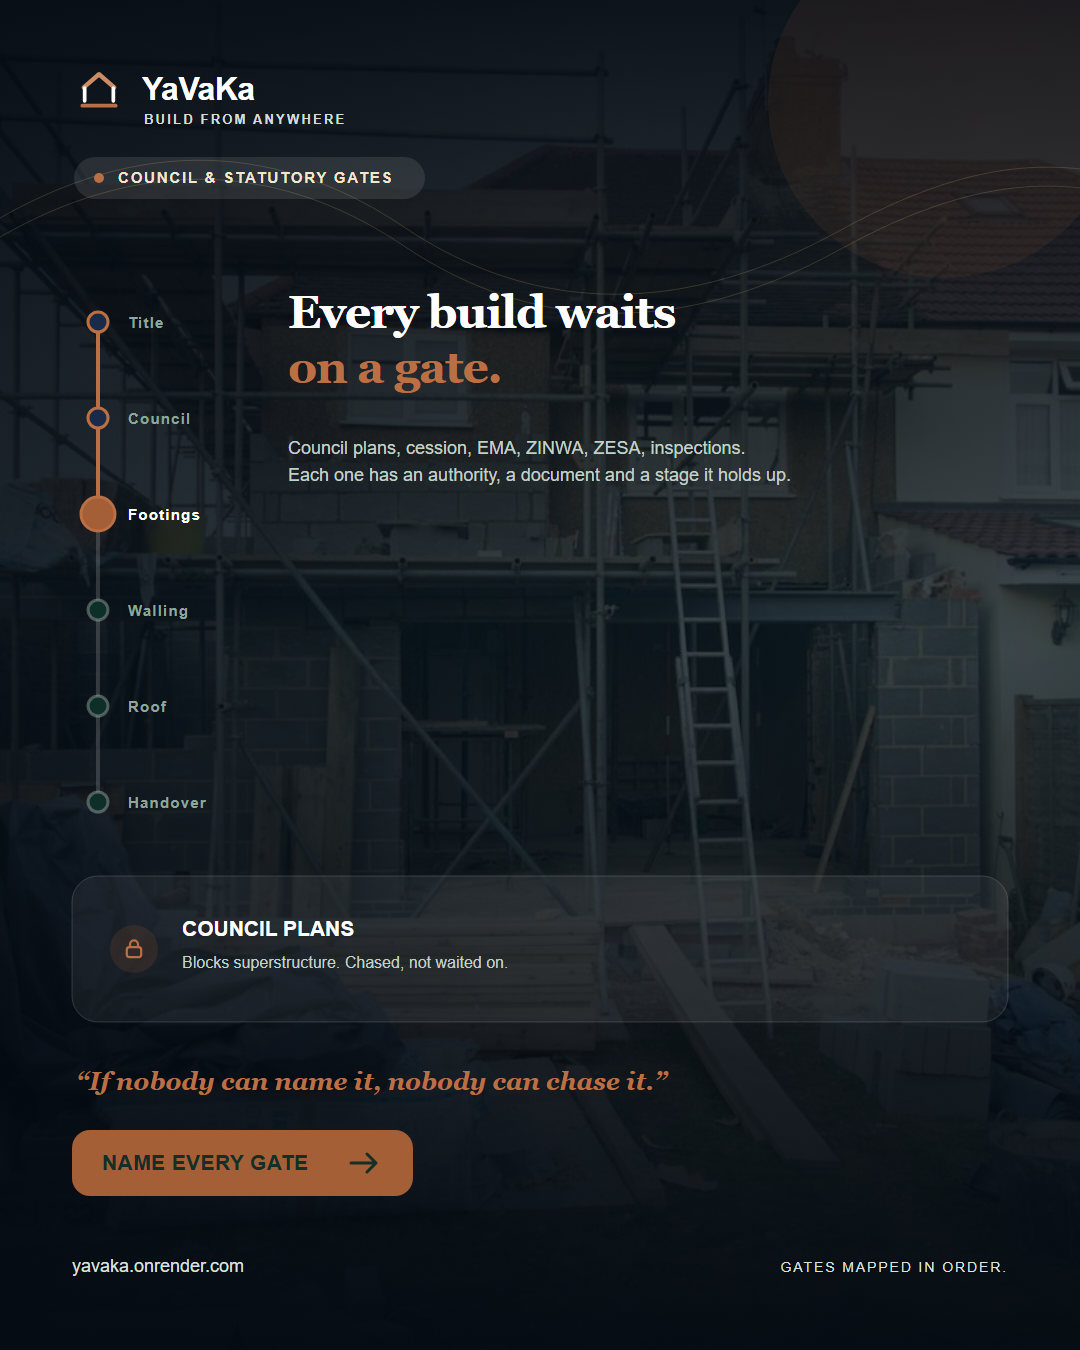 YaVaKa
BUILD FROM ANYWHERE
COUNCIL & STATUTORY GATES
Every build waits
on a gate.
Council plans, cession, EMA, ZINWA, ZESA, inspections.
Each one has an authority, a document and a stage it holds up.
Title
Council
Footings
Walling
Roof
Handover
COUNCIL PLANS
Blocks superstructure. Chased, not waited on.
“If nobody can name it, nobody can chase it.”
NAME EVERY GATE
yavaka.onrender.com
GATES MAPPED IN ORDER.